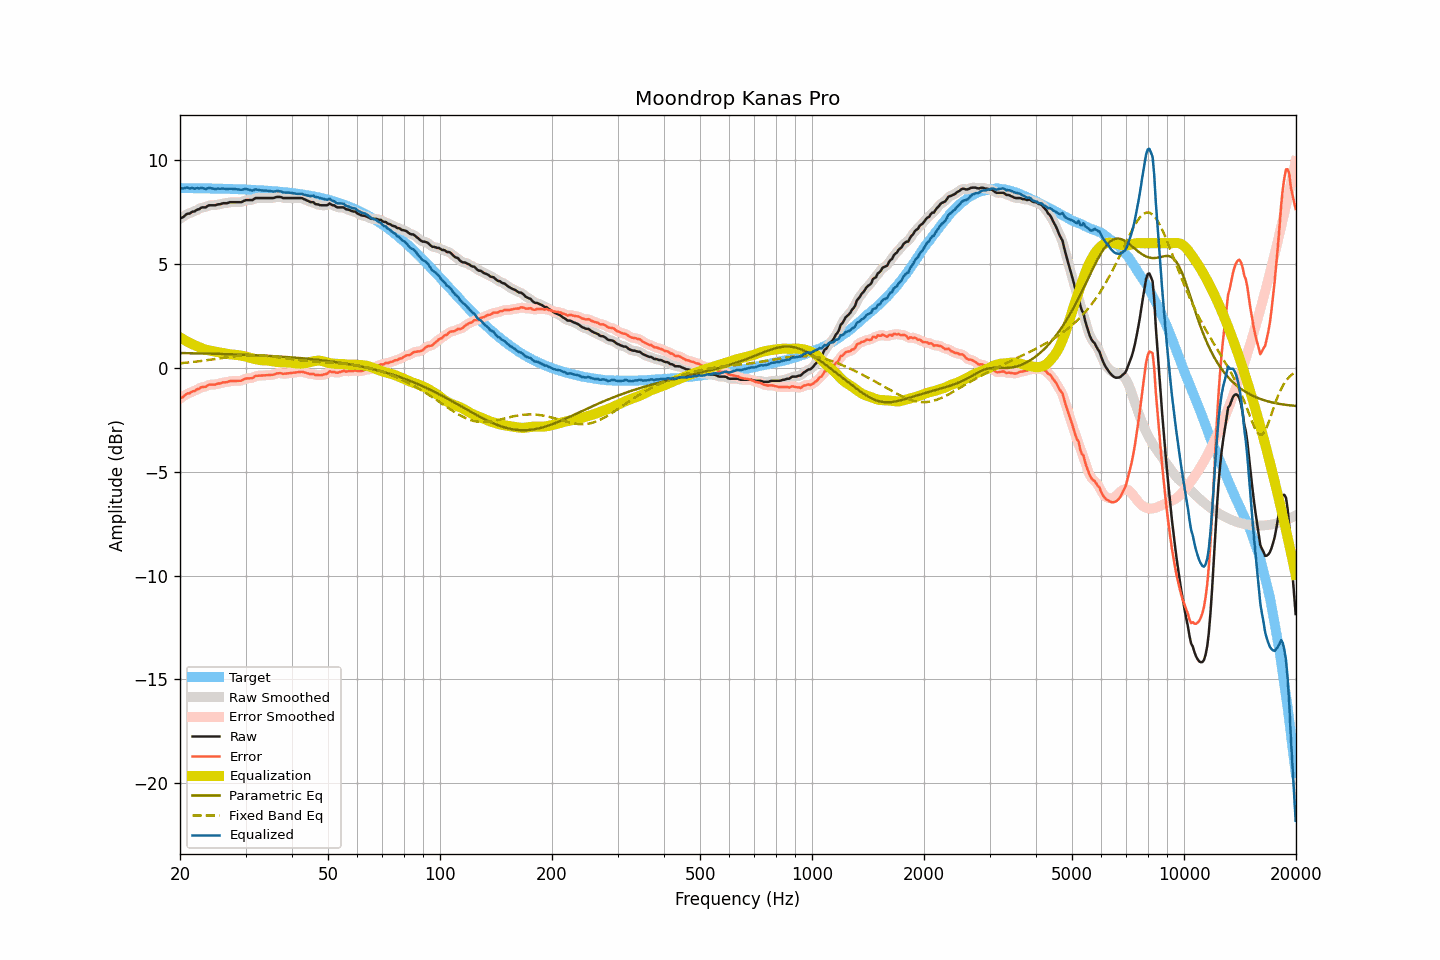 Moondrop Kanas Pro
10
5
0
−5
−10
−15
−20
Amplitude (dBr)
Target
Raw Smoothed
Error Smoothed
Raw
Error
Equalization
Parametric Eq
Fixed Band Eq
Equalized
20 50 100 200 500 1000 2000 5000 10000 20000
Frequency (Hz)